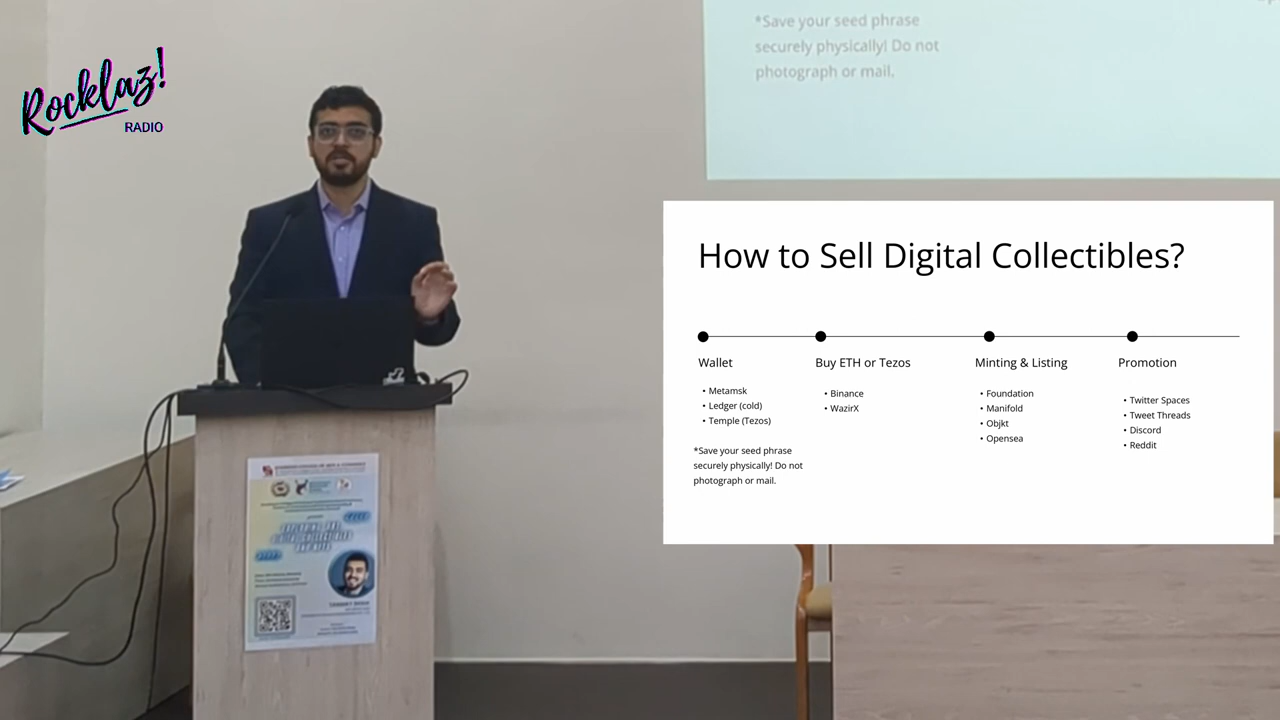 Rocklaz!
RADIO
*Save your seed phrase
securely physically! Do not
photograph or mail.
How to Sell Digital Collectibles?
Wallet
• Metamsk
• Ledger (cold)
• Temple (Tezos)
*Save your seed phrase
securely physically! Do not
photograph or mail.
Buy ETH or Tezos
• Binance
• WazirX
Minting & Listing
• Foundation
• Manifold
• Objkt
• Opensea
Promotion
• Twitter Spaces
• Tweet Threads
• Discord
• Reddit
DIGITAL COLLECTIBLES